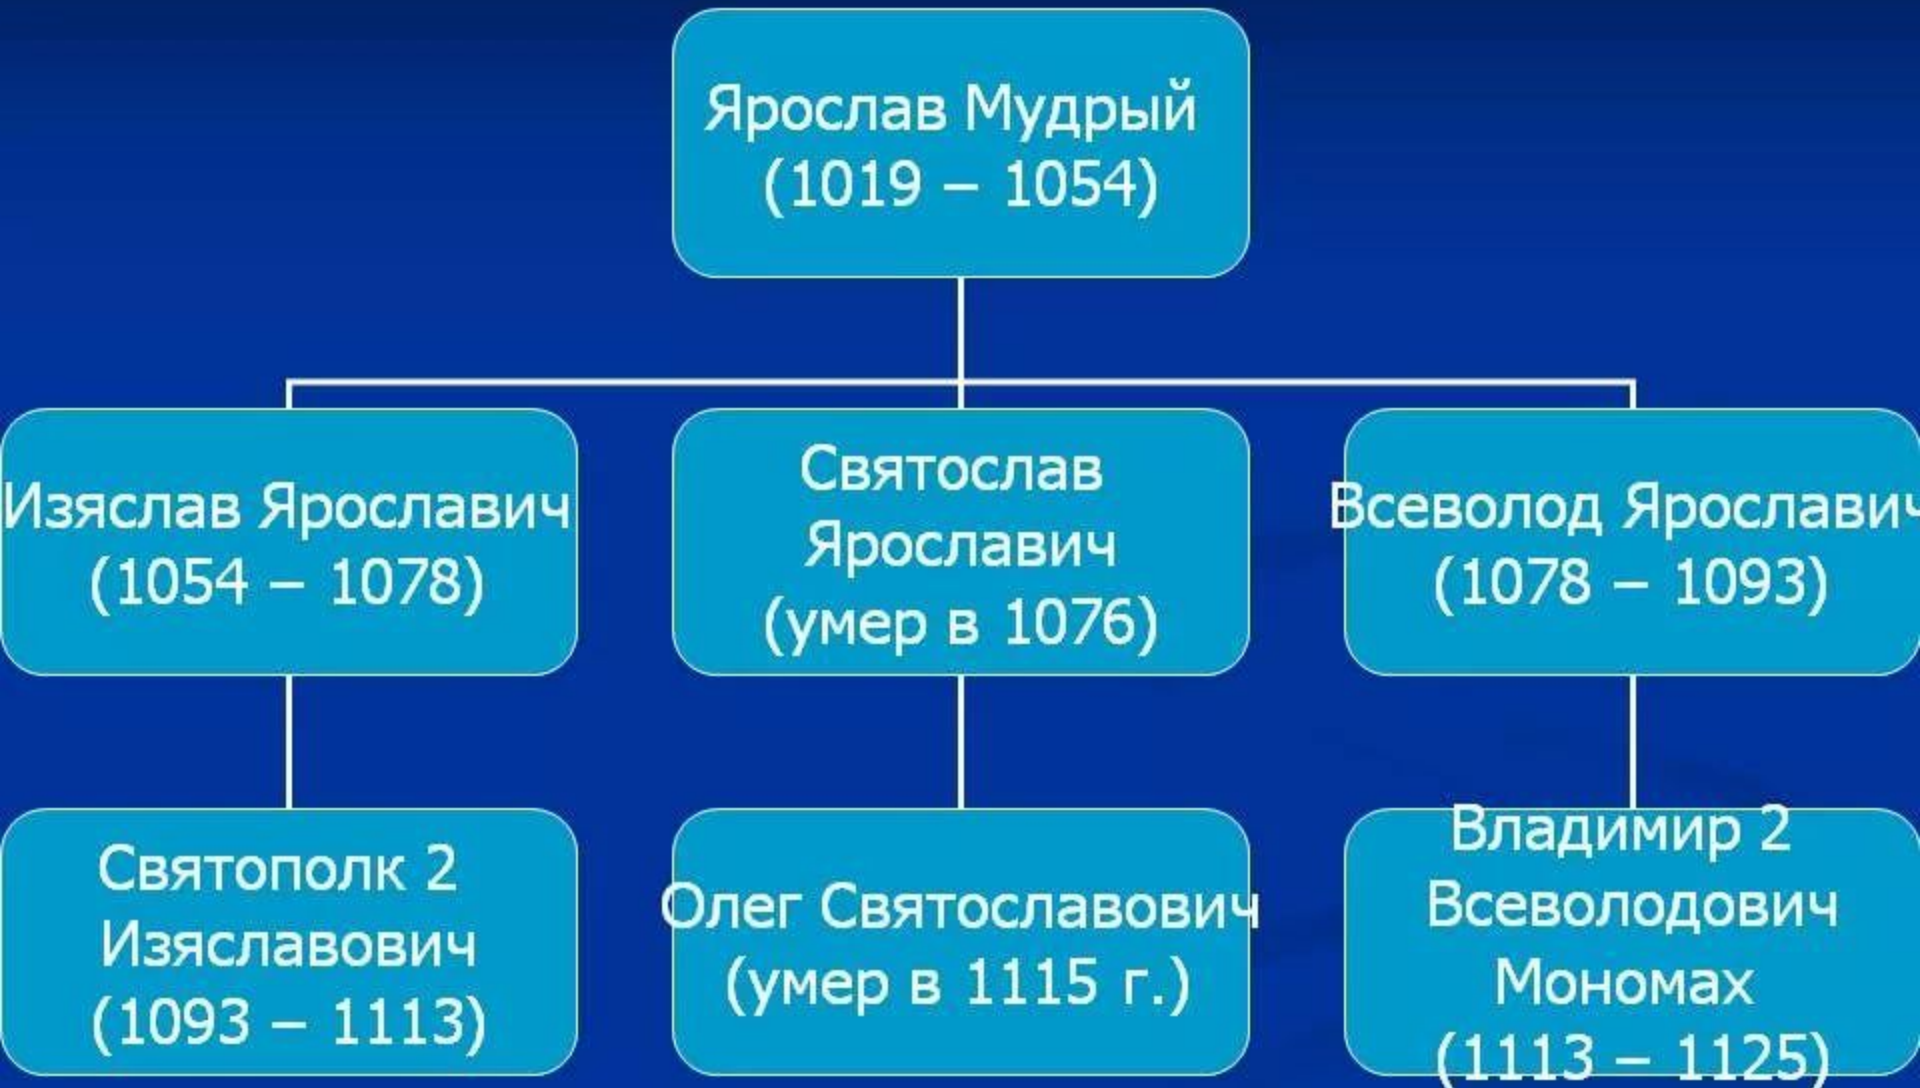 Ярослав Мудрый
(1019 – 1054)
Изяслав Ярославич
(1054 – 1078)
Святослав
Ярославич
(умер в 1076)
Всеволод Ярославич
(1078 – 1093)
Святополк 2
Изяславович
(1093 – 1113)
Олег Святославович
(умер в 1115 г.)
Владимир 2
Всеволодович
Мономах
(1113 – 1125)